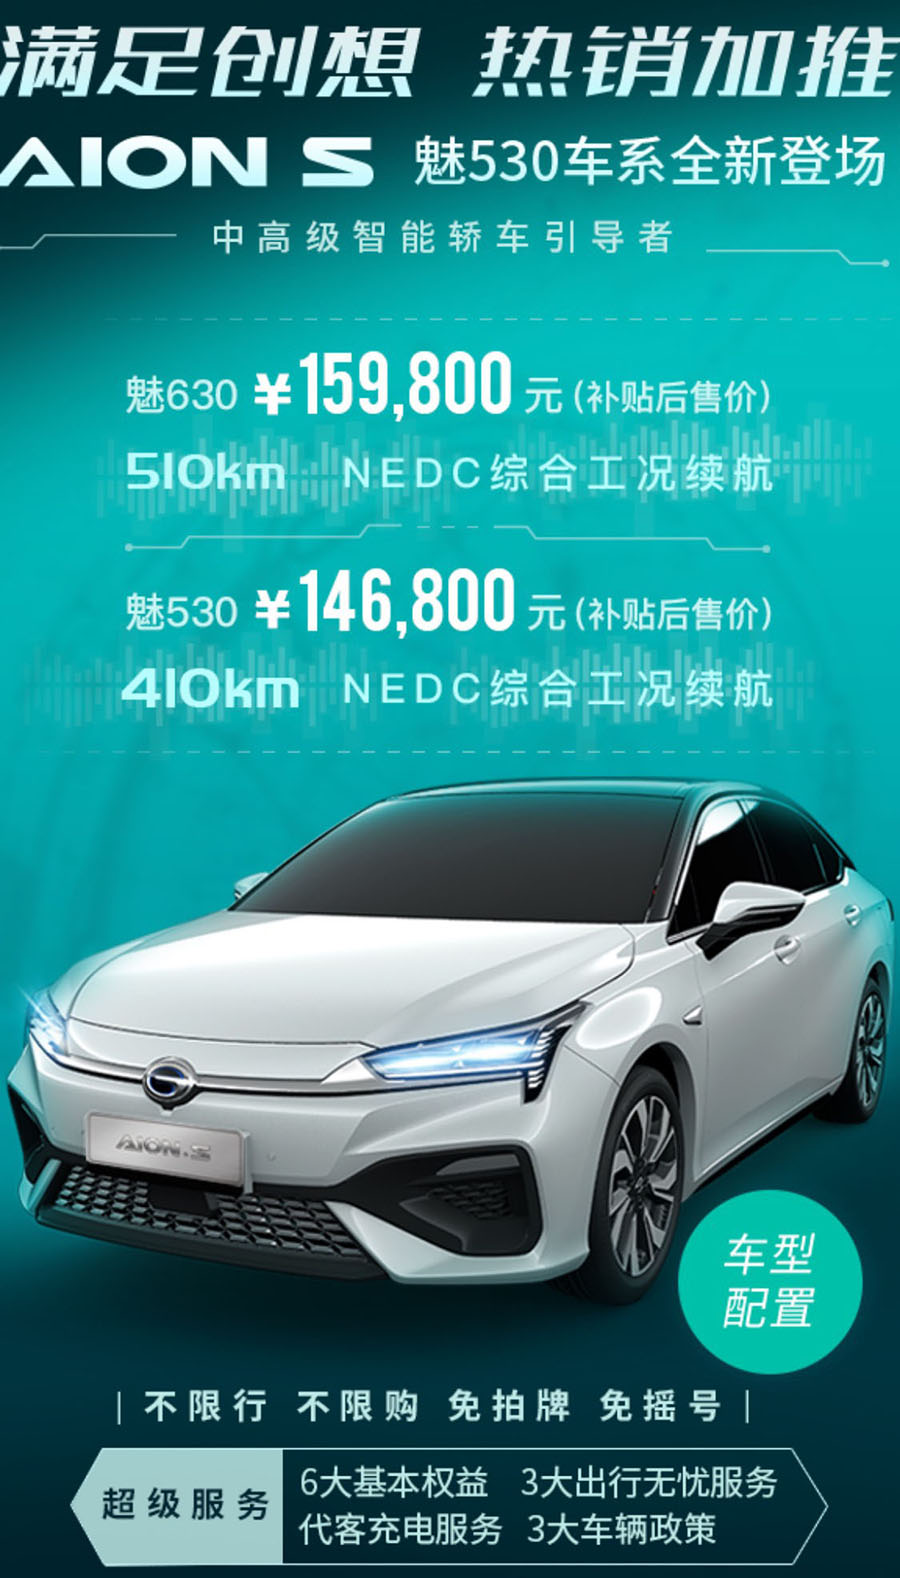 满足创想 热销加推
AION S 魅530车系全新登场
中高级智能轿车引导者
魅630 ¥159,800 元(补贴后售价)
510km NEDC综合工况续航
魅530 ¥146,800 元(补贴后售价)
410km NEDC综合工况续航
AION.S
车型
配置
| 不限行 不限购 免拍牌 免摇号 |
超级服务
6大基本权益 3大出行无忧服务
代客充电服务 3大车辆政策